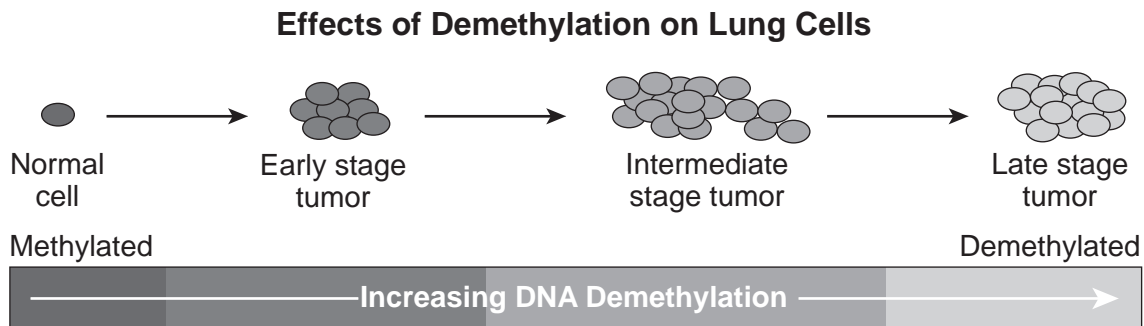 Effects of Demethylation on Lung Cells
Normal
cell
Early stage
tumor
Intermediate
stage tumor
Late stage
tumor
Methylated
Demethylated
Increasing DNA Demethylation